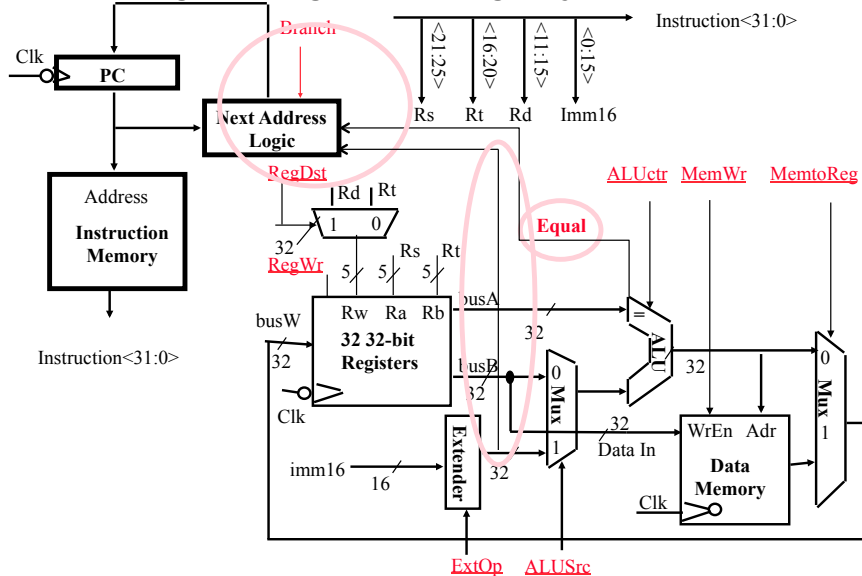 Branch
Instruction<31:0>
Clk
PC
<21:25>
<16:20>
<11:15>
<0:15>
Rs
Rt
Rd
Imm16
Next Address
Logic
RegDst
ALUctr
MemWr
MemtoReg
Address
Instruction
Memory
Rd
Rt
1
0
Equal
32
RegWr
5
5
Rs
5
Rt
Rw
Ra
Rb
busA
=
32
busW
32
32 32-bit
Registers
busB
32
ALU
32
0
Mux
1
Instruction<31:0>
Clk
0
Mux
1
32
Data In
WrEn
Adr
Data
Memory
Clk
imm16
16
Extender
32
ExtOp
ALUSrc